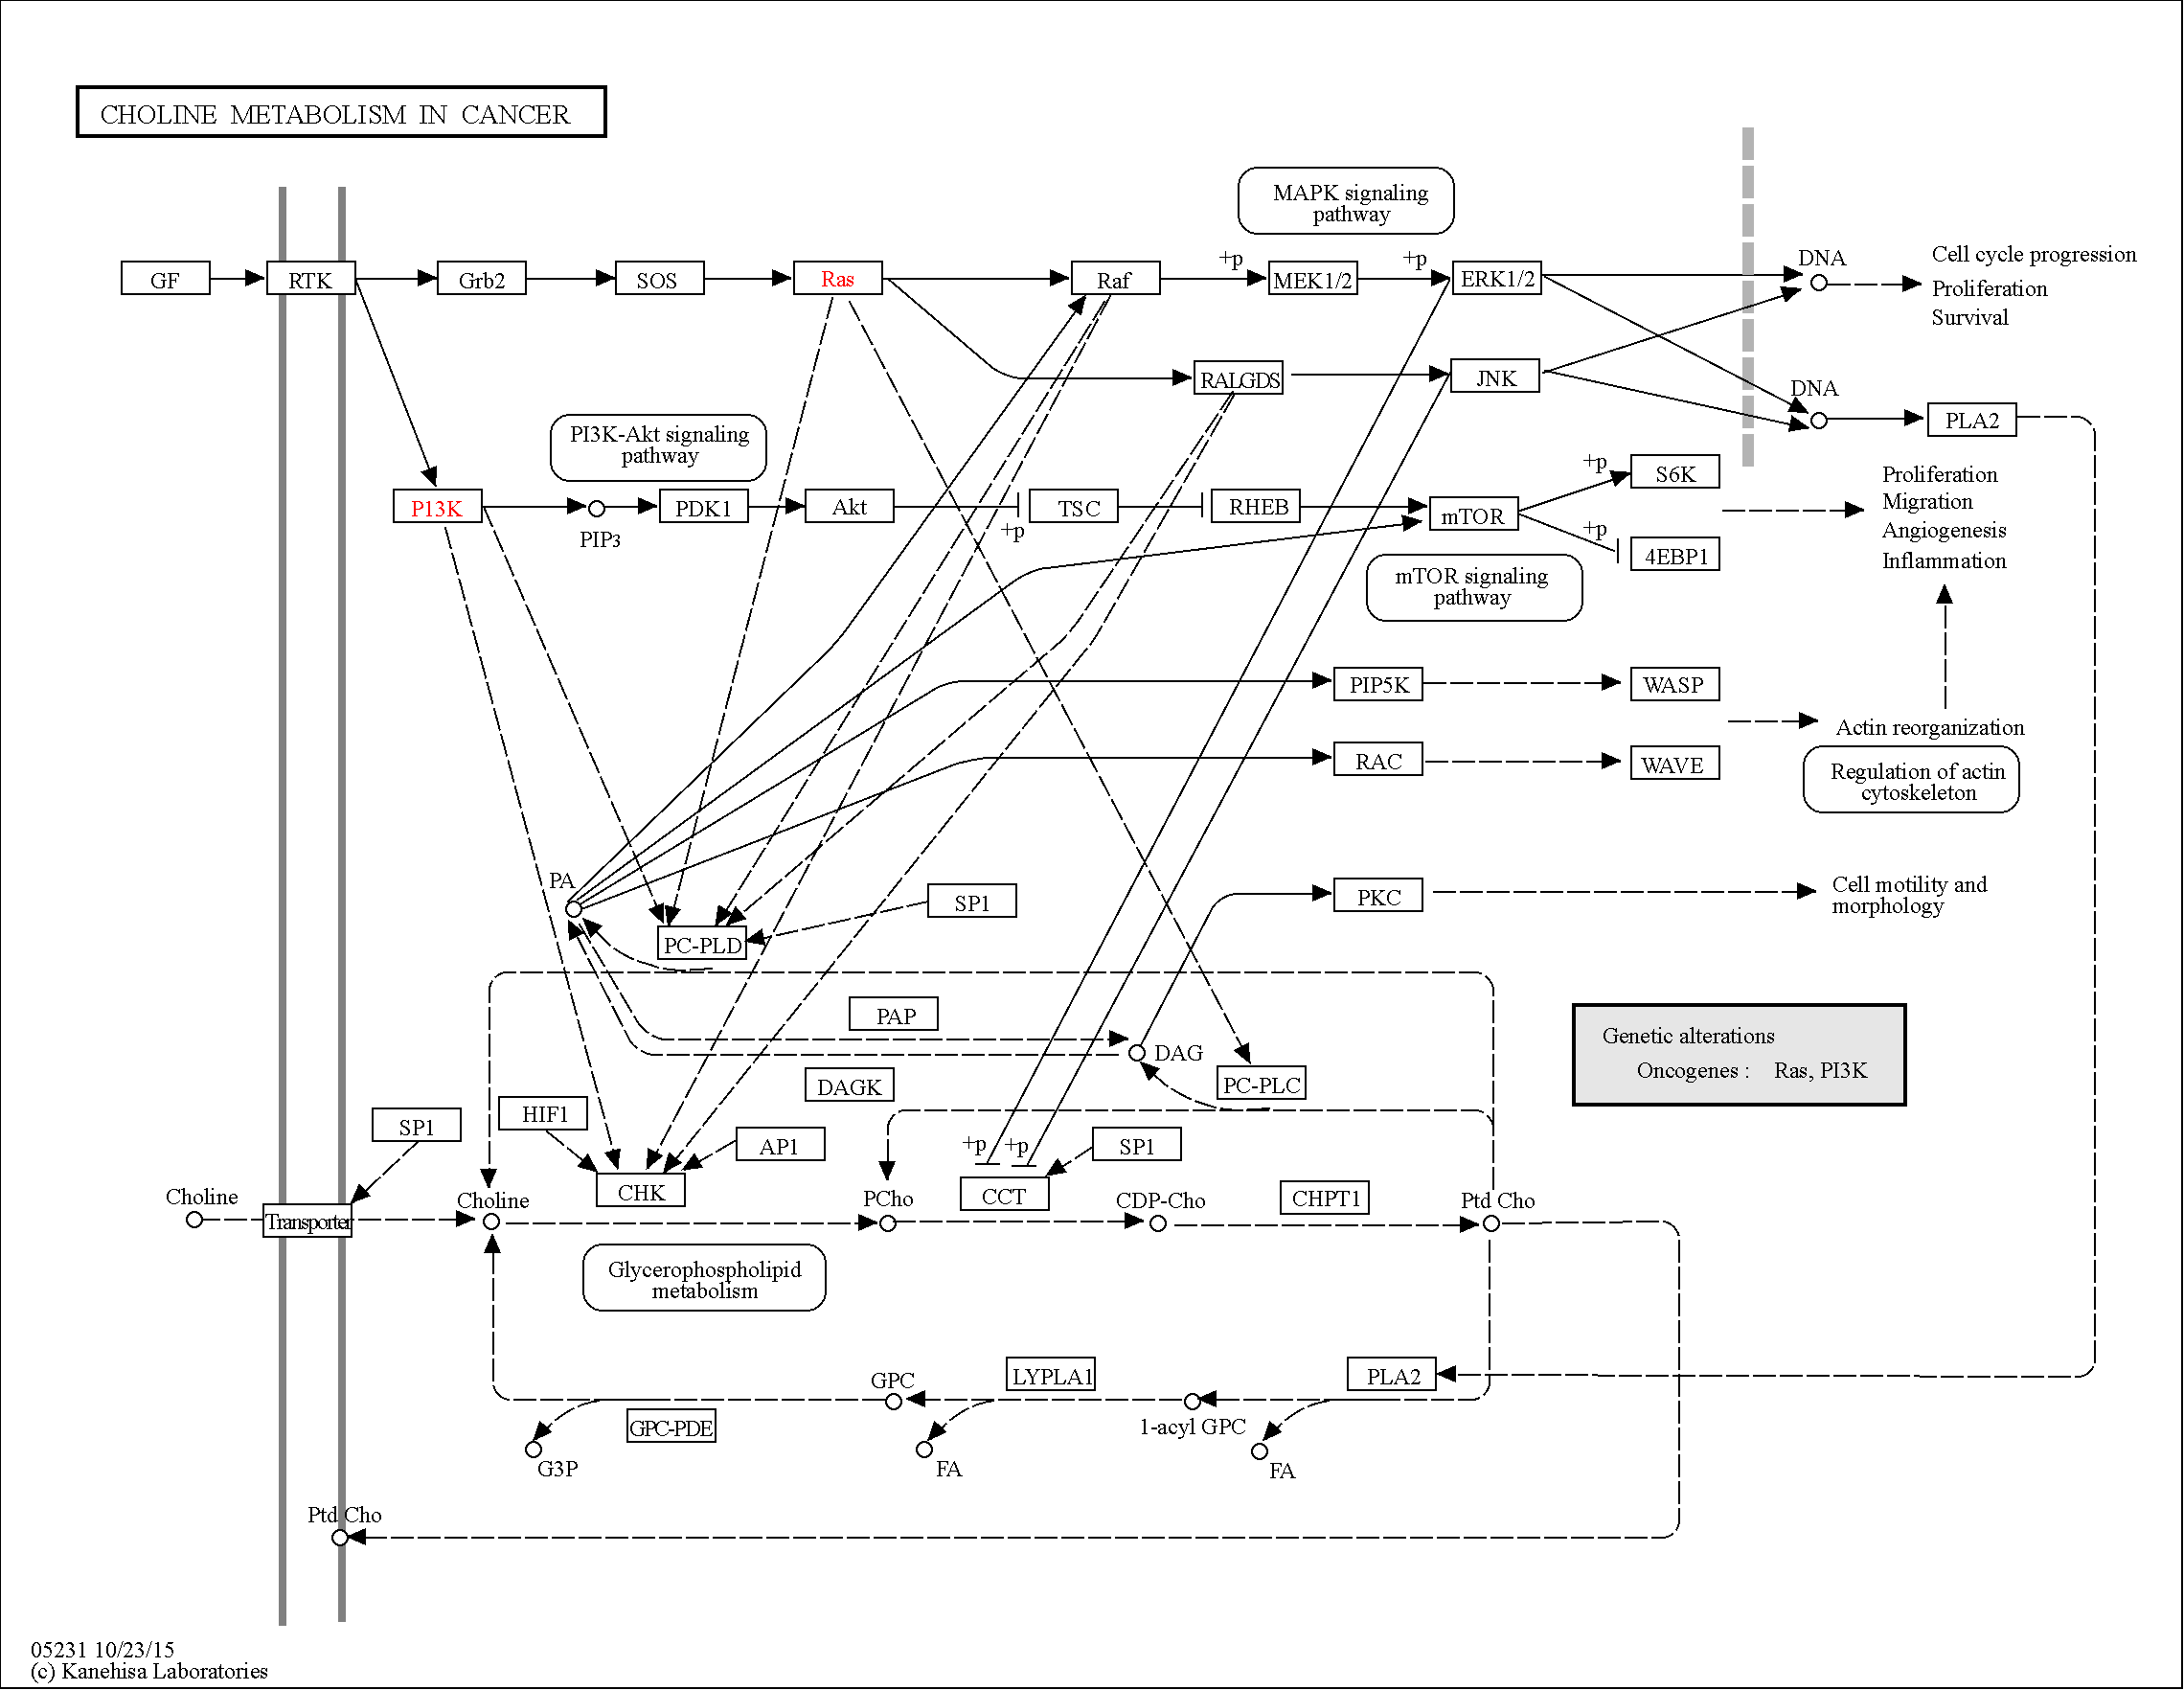 CHOLINE METABOLISM IN CANCER
MAPK signaling
pathway
GF
RTK
Grb2
SOS
Ras
Raf
+p
MEK1/2
+p
ERK1/2
DNA
Cell cycle progression
Proliferation
Survival
RALGDS
JNK
DNA
PLA2
PI3K-Akt signaling
pathway
P13K
PIP3
PDK1
Akt
+p
TSC
RHEB
mTOR
+p
S6K
+p
4EBP1
Proliferation
Migration
Angiogenesis
Inflammation
mTOR signaling
pathway
PIP5K
WASP
Actin reorganization
RAC
WAVE
Regulation of actin
cytoskeleton
PA
PC-PLD
SP1
PKC
Cell motility and
morphology
PAP
DAG
DAGK
PC-PLC
Genetic alterations
Oncogenes : Ras, PI3K
SP1
HIF1
AP1
+p
+p
SP1
Choline
Transporter
Choline
CHK
PCho
CCT
CDP-Cho
CHPT1
Ptd Cho
Glycerophospholipid
metabolism
GPC
LYPLA1
PLA2
GPC-PDE
1-acyl GPC
G3P
FA
FA
Ptd Cho
05231 10/23/15
(c) Kanehisa Laboratories